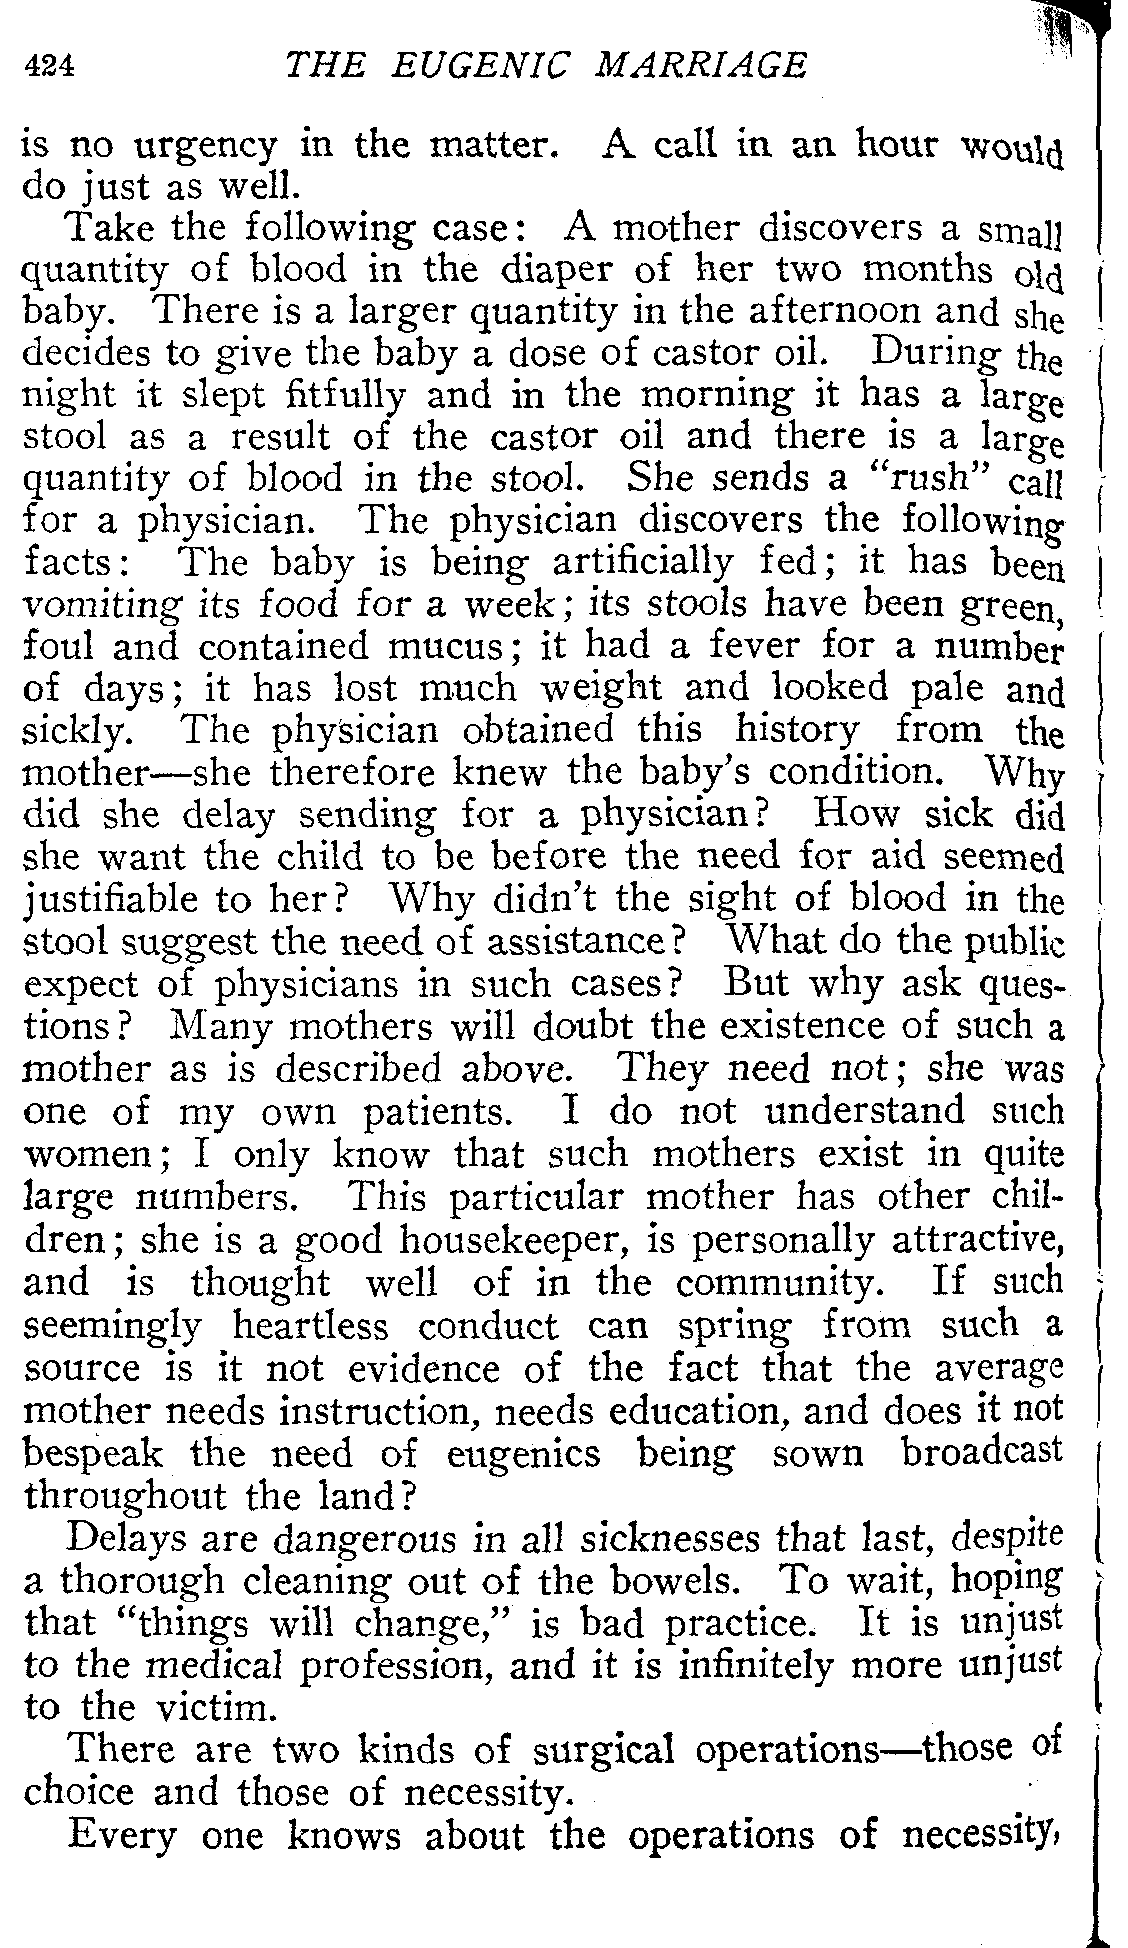 424 THE EUGENIC MARRIAGE
is no urgency in the matter. A call in an hour would
do just as well.
Take the following case: A mother discovers a small
quantity of blood in the diaper of her two months old
baby. There is a larger quantity in the afternoon and she
decides to give the baby a dose of castor oil. During the
night it slept fitfully and in the morning it has a large
stool as a result of the castor oil and there is a large
quantity of blood in the stool. She sends a “rush” call
for a physician. The physician discovers the following
facts: The baby is being artificially fed; it has been
vomiting its food for a week; its stools have been green,
foul and contained mucus; it had a fever for a number
of days; it has lost much weight and looked pale and
sickly. The physician obtained this history from the
mother—she therefore knew the baby's condition. Why
did she delay sending for a physician? How sick did
she want the child to be before the need for aid seemed
justifiable to her? Why didn't the sight of blood in the
stool suggest the need of assistance? What do the public
expect of physicians in such cases? But why ask ques-
tions? Many mothers will doubt the existence of such a
mother as is described above. They need not; she was
one of my own patients. I do not understand such
women; I only know that such mothers exist in quite
large numbers. This particular mother has other chil-
dren; she is a good housekeeper, is personally attractive,
and is thought well of in the community. If such
seemingly heartless conduct can spring from such a
source is it not evidence of the fact that the average
mother needs instruction, needs education, and does it not
bespeak the need of eugenics being sown broadcast
throughout the land?
Delays are dangerous in all sicknesses that last, despite
a thorough cleaning out of the bowels. To wait, hoping
that “things will change,” is bad practice. It is unjust
to the medical profession, and it is infinitely more unjust
to the victim.
There are two kinds of surgical operations—those of
choice and those of necessity.
Every one knows about the operations of necessity,